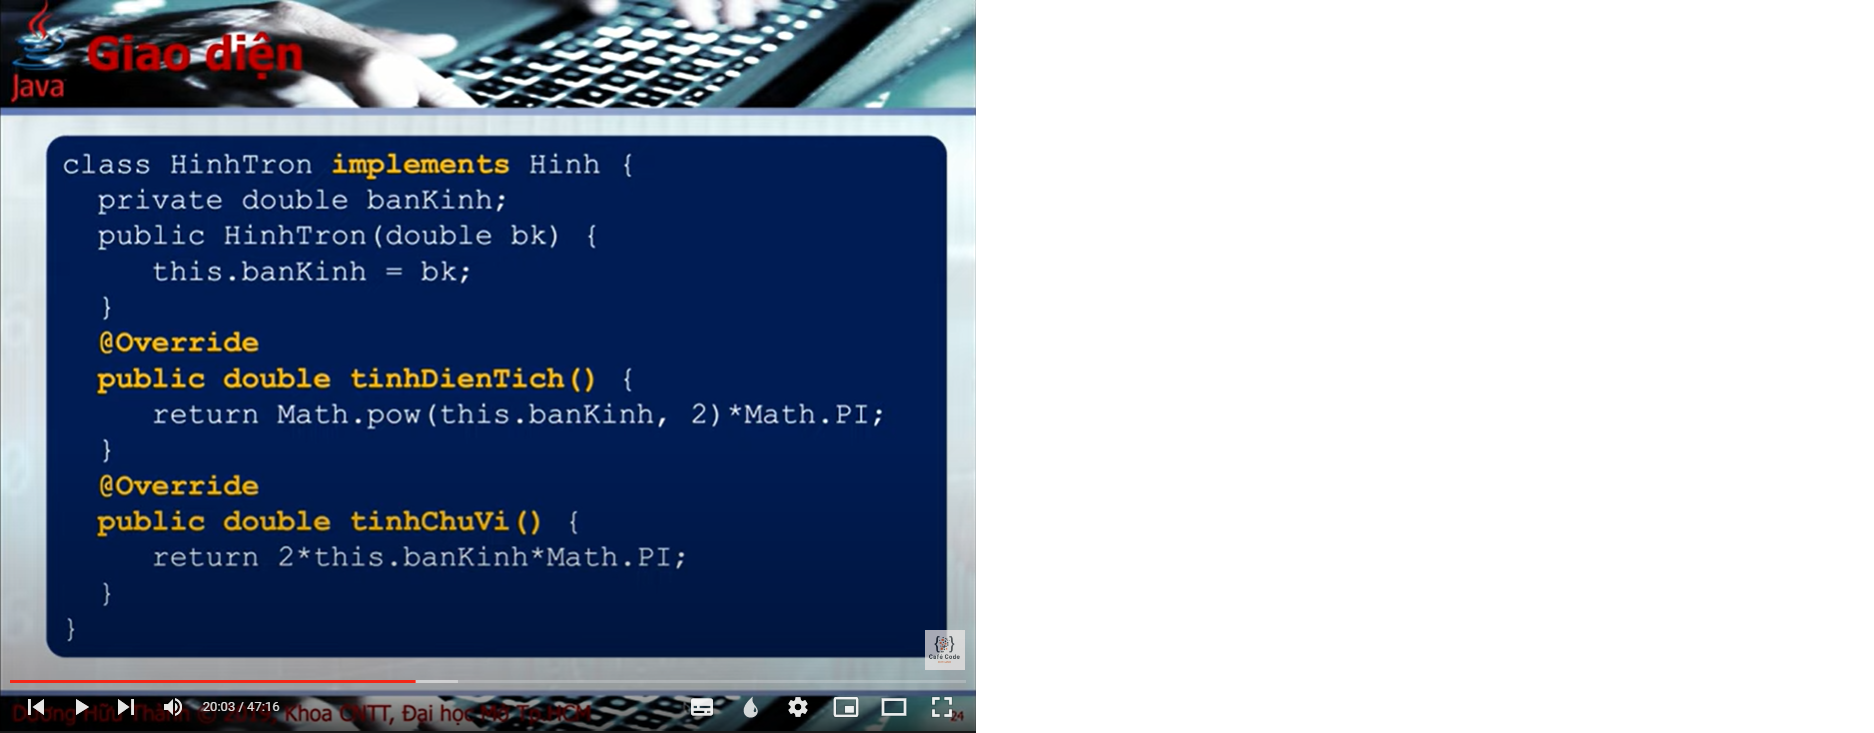 Java
Giao diện
class HinhTron implements Hinh {
private double banKinh;
public HinhTron(double bk) {
this.banKinh = bk;
}
@Override
public double tinhDienTich() {
return Math.pow(this.banKinh, 2)*Math.PI;
}
@Override
public double tinhChuVi() {
return 2*this.banKinh*Math.PI;
}
}
Café Code
20:03 / 47:16
Dương Hữu Thành © 2019, Khoa CNTT, Đại học Mở Tp.HCM
24